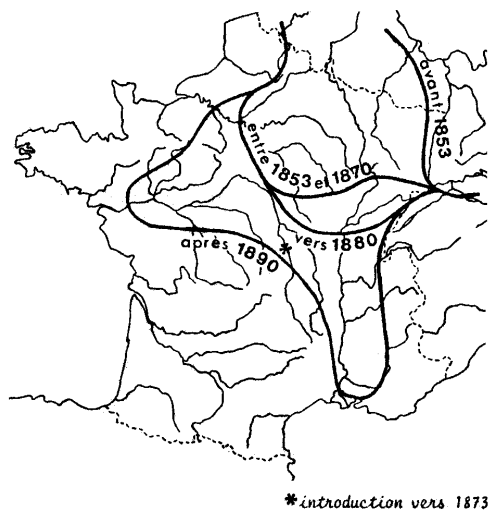 avant 1853
entre 1853 et 1870
* vers 1880
après 1890
* introduction vers 1873